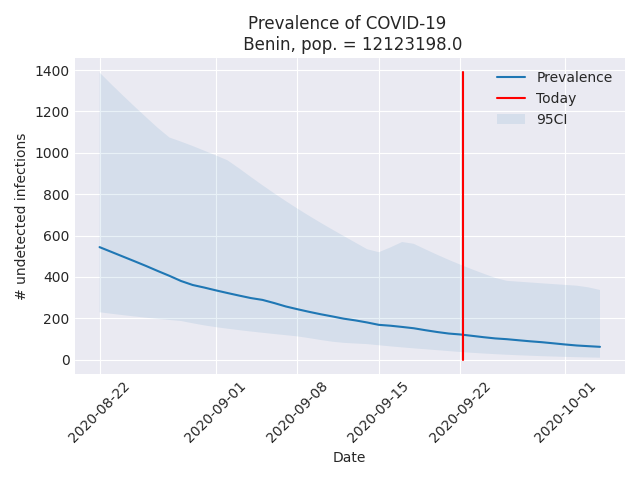 Prevalence of COVID-19
Benin, pop. = 12123198.0
Prevalence
Today
95CI
# undetected infections
1400
1200
1000
800
600
400
200
0
2020-08-22
2020-09-01
2020-09-08
2020-09-15
2020-09-22
2020-10-01
Date